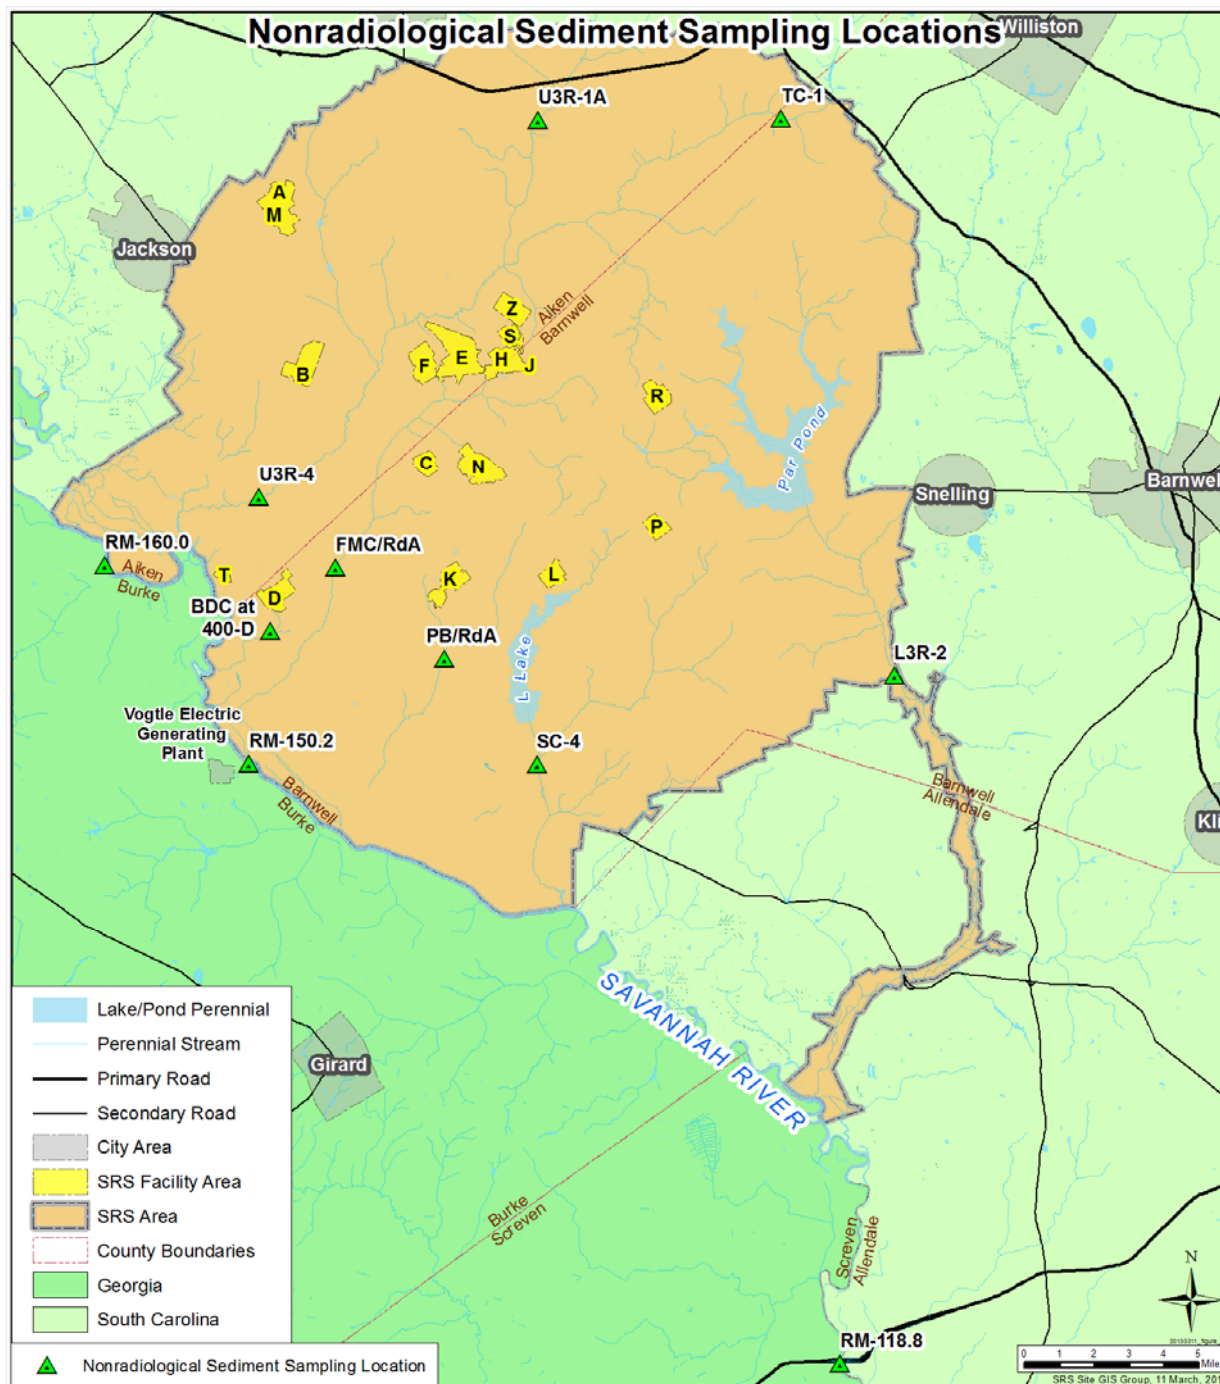 Nonradiological Sediment Sampling Locations
Williston
U3R-1A
TC-1
A
M
Jackson
Z
Aiken
Barnwell
S
F
E
H
J
B
R
Par Pond
C
N
U3R-4
Snelling
Barnwell
P
RM-160.0
FMC/RdA
Aiken
Burke
T
K
L
D
BDC at
400-D
PB/RdA
L Lake
L3R-2
Vogtle Electric
Generating
Plant
RM-150.2
SC-4
Barnwell
Burke
Barnwell
Allendale
Kli
SAVANNAH RIVER
Lake/Pond Perennial
Perennial Stream
Primary Road
Secondary Road
City Area
SRS Facility Area
SRS Area
County Boundaries
Georgia
South Carolina
Girard
Burke
Screven
Screven
Allendale
N
RM-118.8
20130311_figure_
0 1 2 3 4 5
Mile
Nonradiological Sediment Sampling Location
SRS Site GIS Group, 11 March, 201